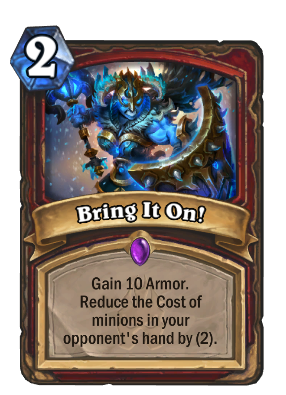 2
Bring It On!
Gain 10 Armor.
Reduce the Cost of
minions in your
opponent's hand by (2).